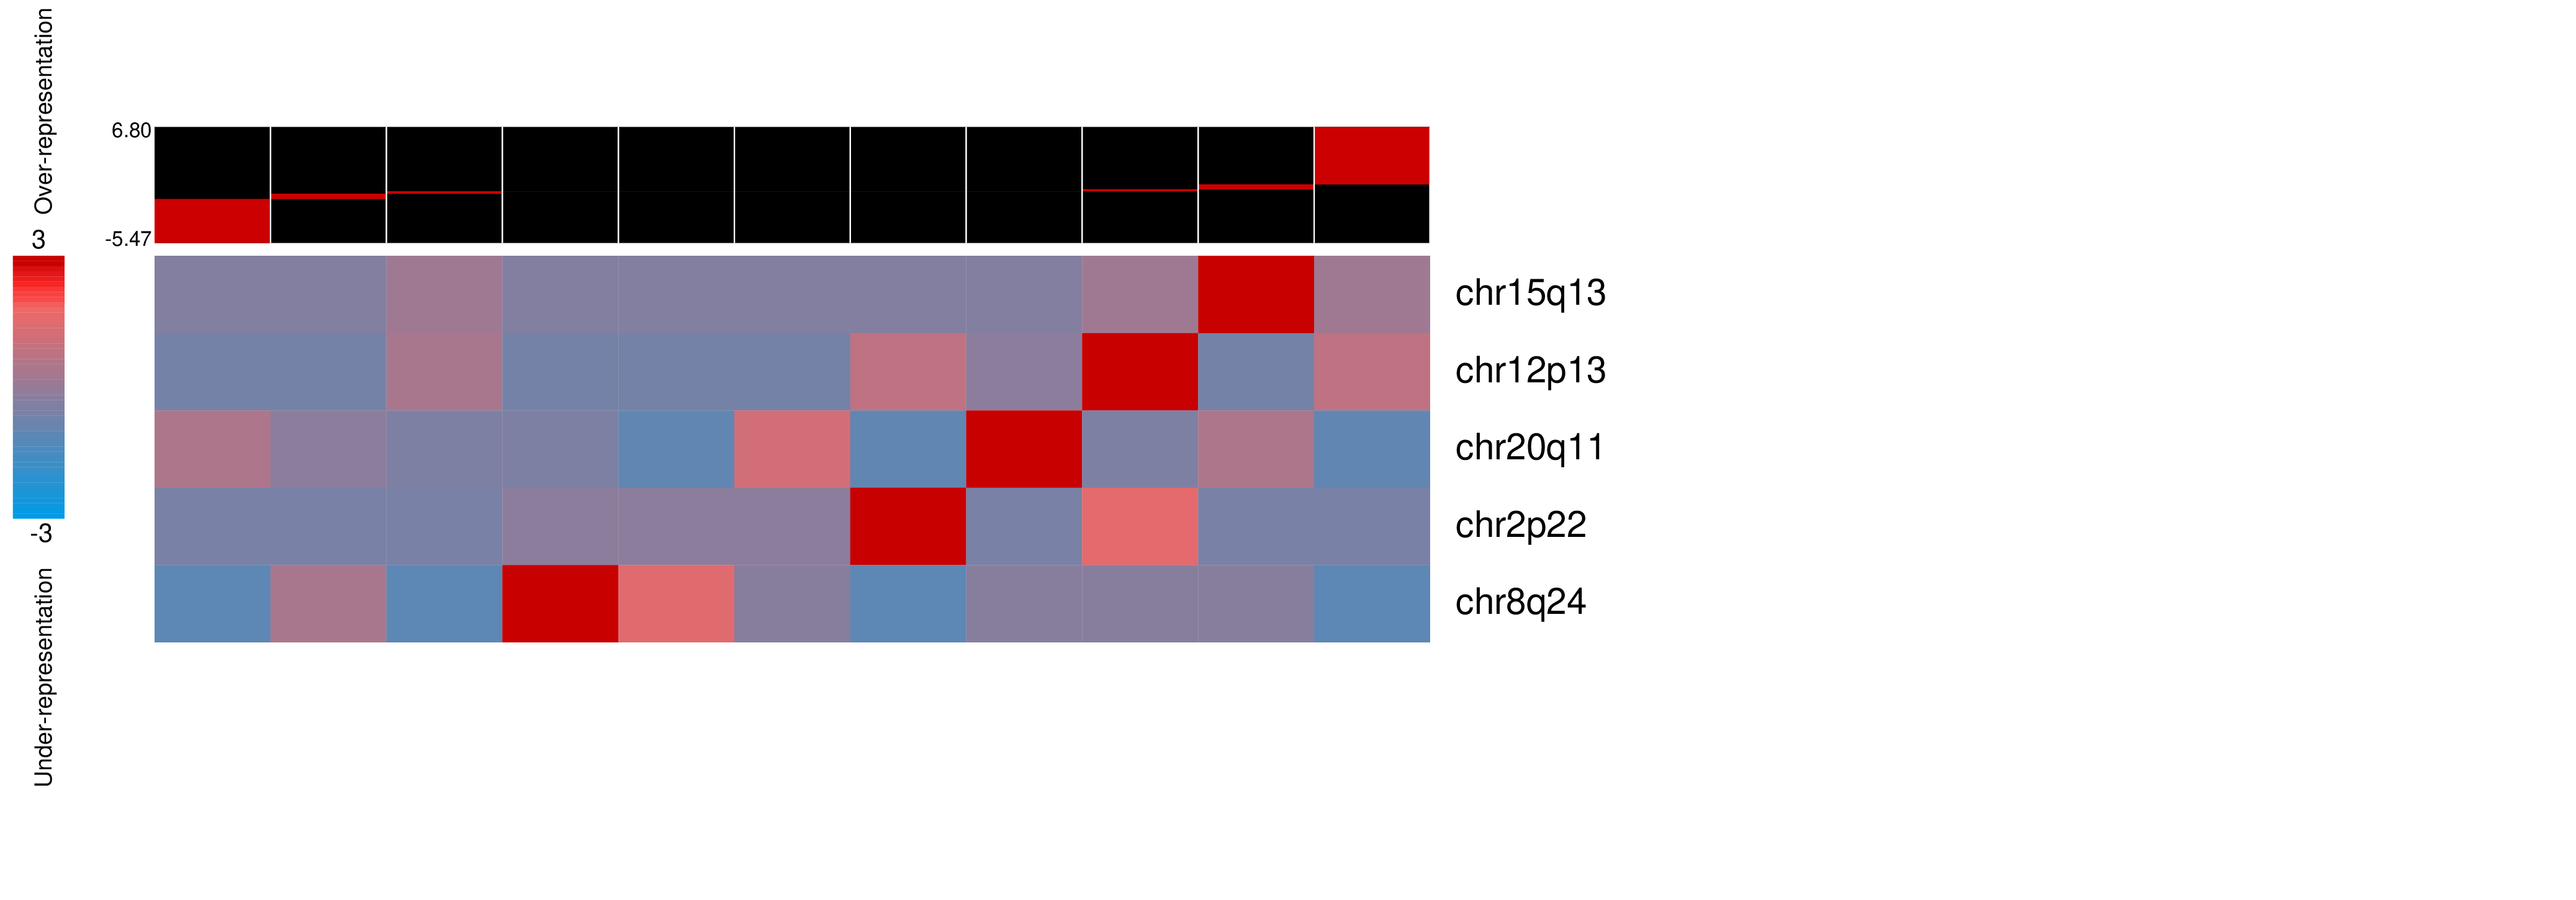 Over-representation
3
-3
Under-representation
6.80
-5.47
chr15q13
chr12p13
chr20q11
chr2p22
chr8q24